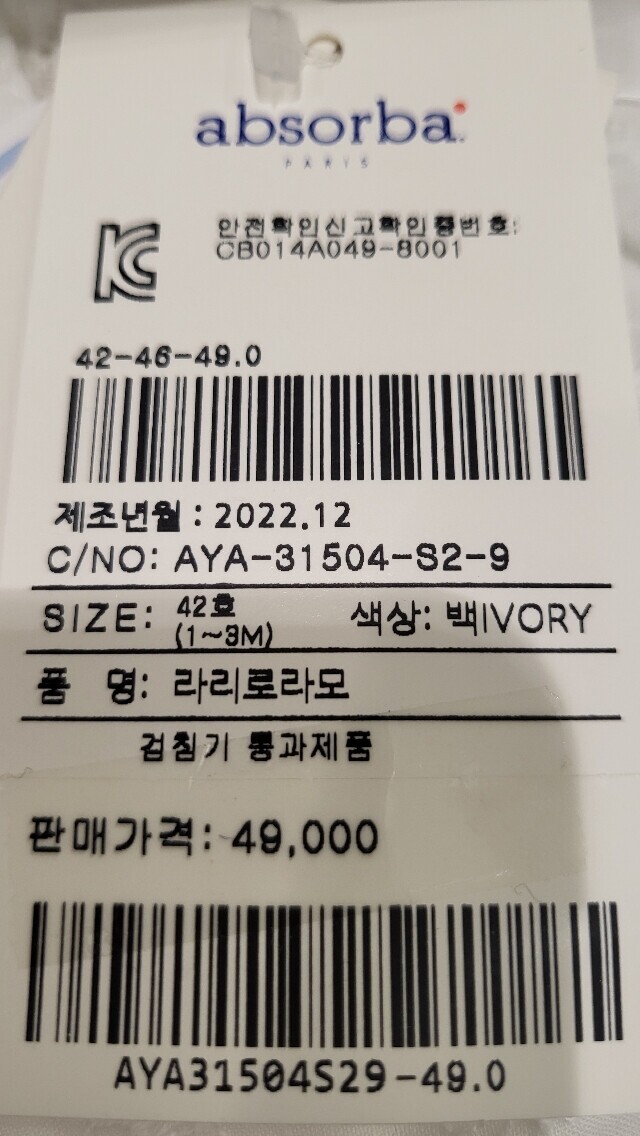 absorba
PARIS
안전확인신고확인증번호:
CB014A049-8001
42-46-49.0
제조년월 : 2022.12
C/NO: AYA-31504-S2-9
SIZE: 42호 (1~3M) 색상: 백IVORY
품 명: 라리로라모
검침기 통과제품
판매가격: 49,000
AYA31504S29-49.0